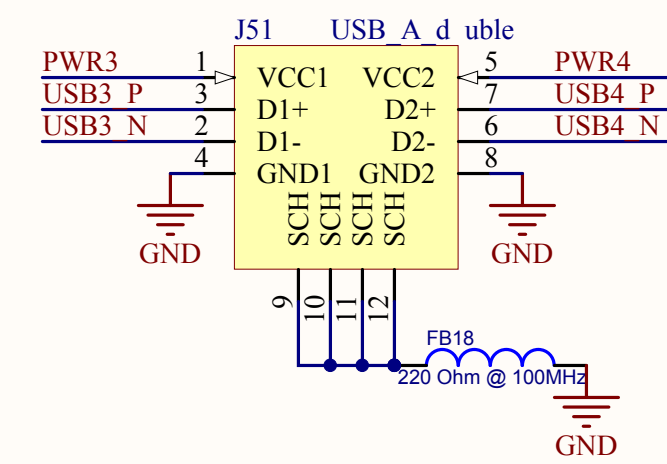 J51 USB_A_d uble
PWR3 1 VCC1 VCC2 5 PWR4
USB3_P 3 D1+ D2+ 7 USB4_P
USB3_N 2 D1- D2- 6 USB4_N
4 GND1 GND2 8
SCH SCH SCH SCH
GND GND
9 10 11 12
FB18
220 Ohm @ 100MHz
GND